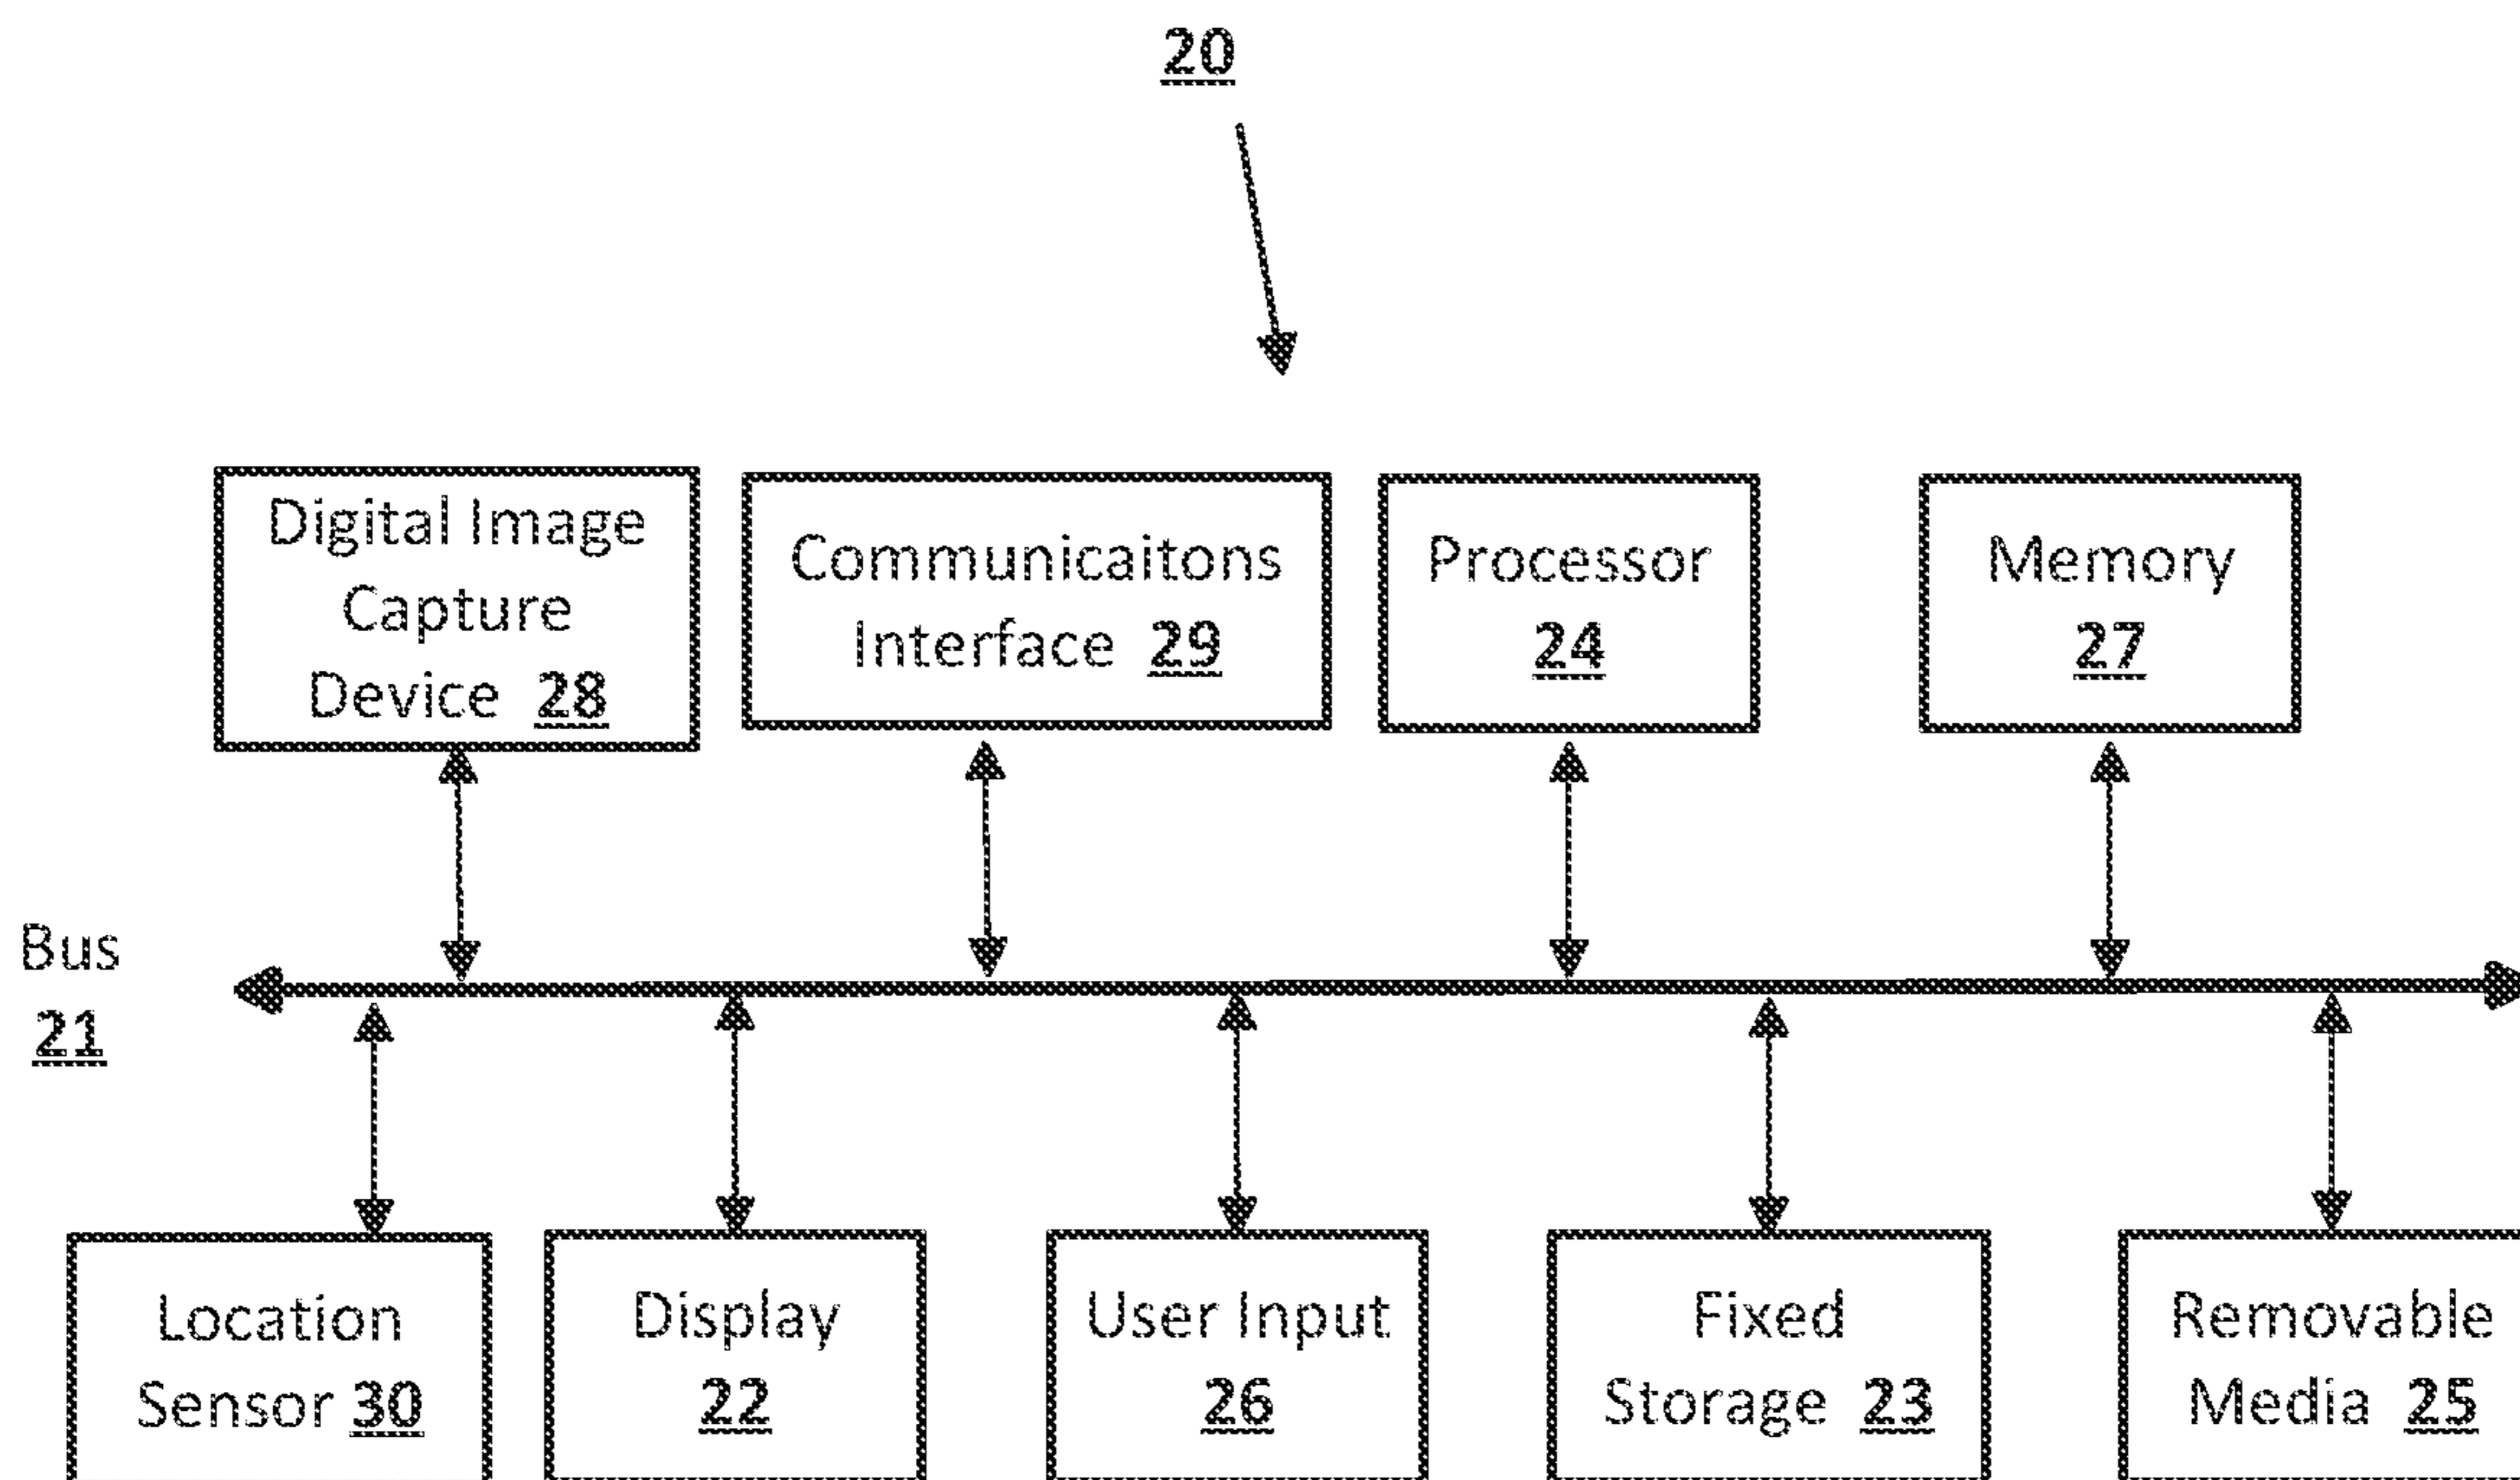 20
Digital Image
Capture
Device 28
Communicaitons
Interface 29
Processor
24
Memory
27
Bus
21
Location
Sensor 30
Display
22
User Input
26
Fixed
Storage 23
Removable
Media 25